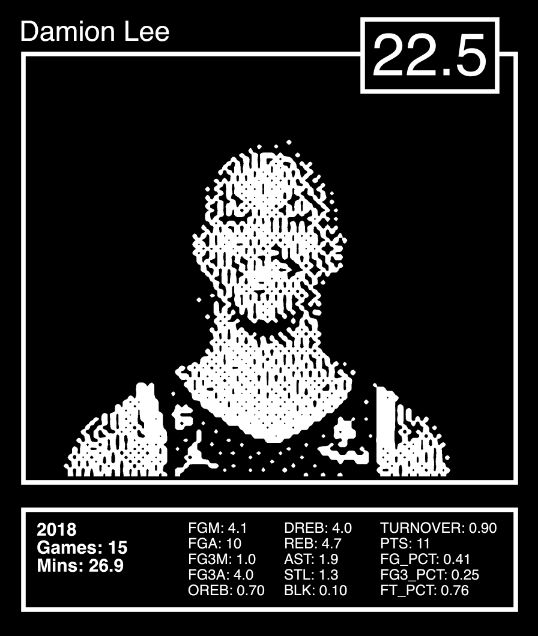 Damion Lee
22.5
2018
Games: 15
Mins: 26.9
FGM: 4.1
FGA: 10
FG3M: 1.0
FG3A: 4.0
OREB: 0.70
DREB: 4.0
REB: 4.7
AST: 1.9
STL: 1.3
BLK: 0.10
TURNOVER: 0.90
PTS: 11
FG_PCT: 0.41
FG3_PCT: 0.25
FT_PCT: 0.76